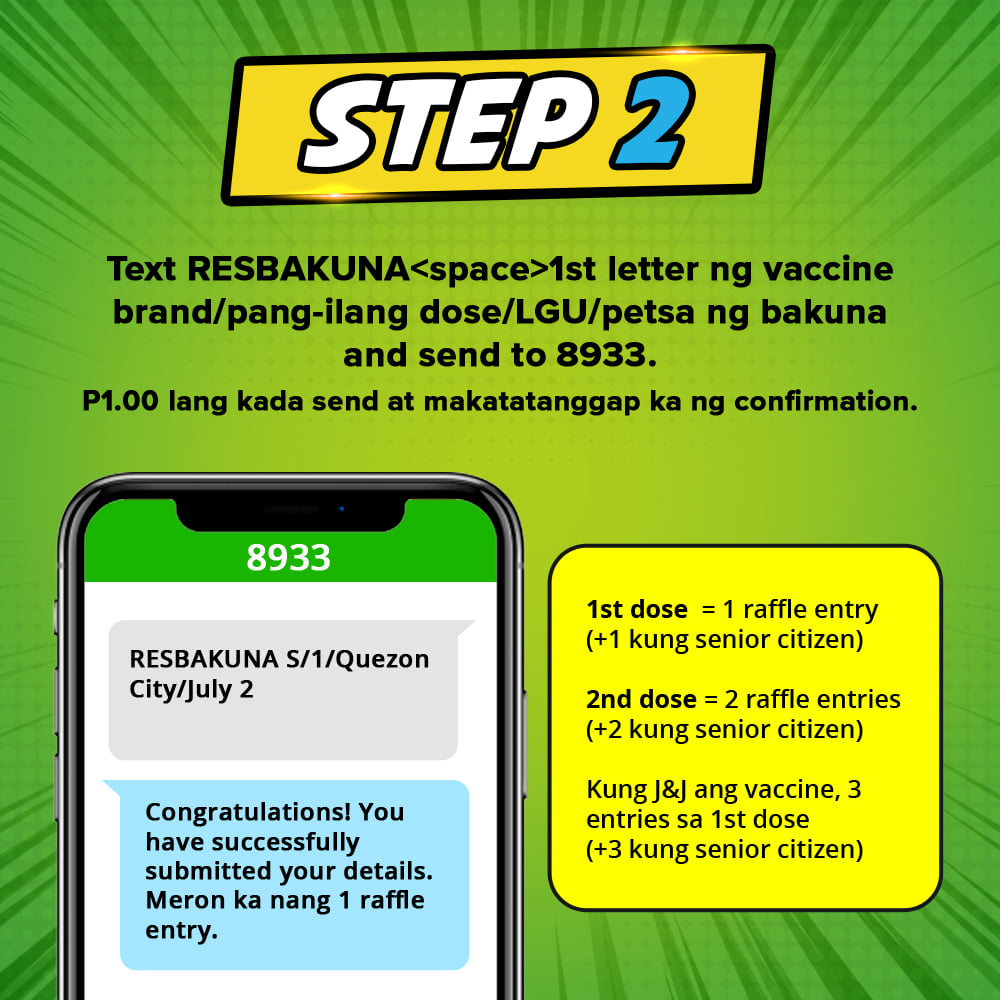 STEP 2
Text RESBAKUNA<space>1st letter ng vaccine
brand/pang-ilang dose/LGU/petsa ng bakuna
and send to 8933.
P1.00 lang kada send at makatatanggap ka ng confirmation.
8933
RESBAKUNA S/1/Quezon
City/July 2
Congratulations! You
have successfully
submitted your details.
Meron ka nang 1 raffle
entry.
1st dose = 1 raffle entry
(+1 kung senior citizen)
2nd dose = 2 raffle entries
(+2 kung senior citizen)
Kung J&J ang vaccine, 3
entries sa 1st dose
(+3 kung senior citizen)